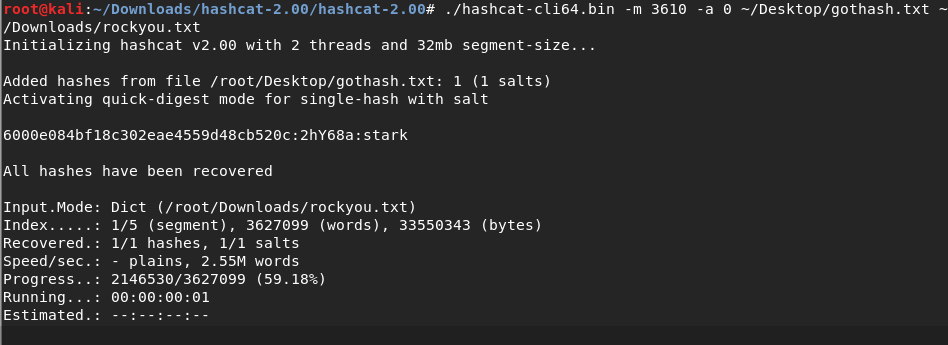 root@kali:~/Downloads/hashcat-2.00/hashcat-2.00# ./hashcat-cli64.bin -m 3610 -a 0 ~/Desktop/gothash.txt ~
/Downloads/rockyou.txt
Initializing hashcat v2.00 with 2 threads and 32mb segment-size...
Added hashes from file /root/Desktop/gothash.txt: 1 (1 salts)
Activating quick-digest mode for single-hash with salt
6000e084bf18c302eae4559d48cb520c:2hY68a:stark
All hashes have been recovered
Input.Mode: Dict (/root/Downloads/rockyou.txt)
Index.....: 1/5 (segment), 3627099 (words), 33550343 (bytes)
Recovered.: 1/1 hashes, 1/1 salts
Speed/sec.: - plains, 2.55M words
Progress..: 2146530/3627099 (59.18%)
Running...: 00:00:00:01
Estimated.: --:--:--:--